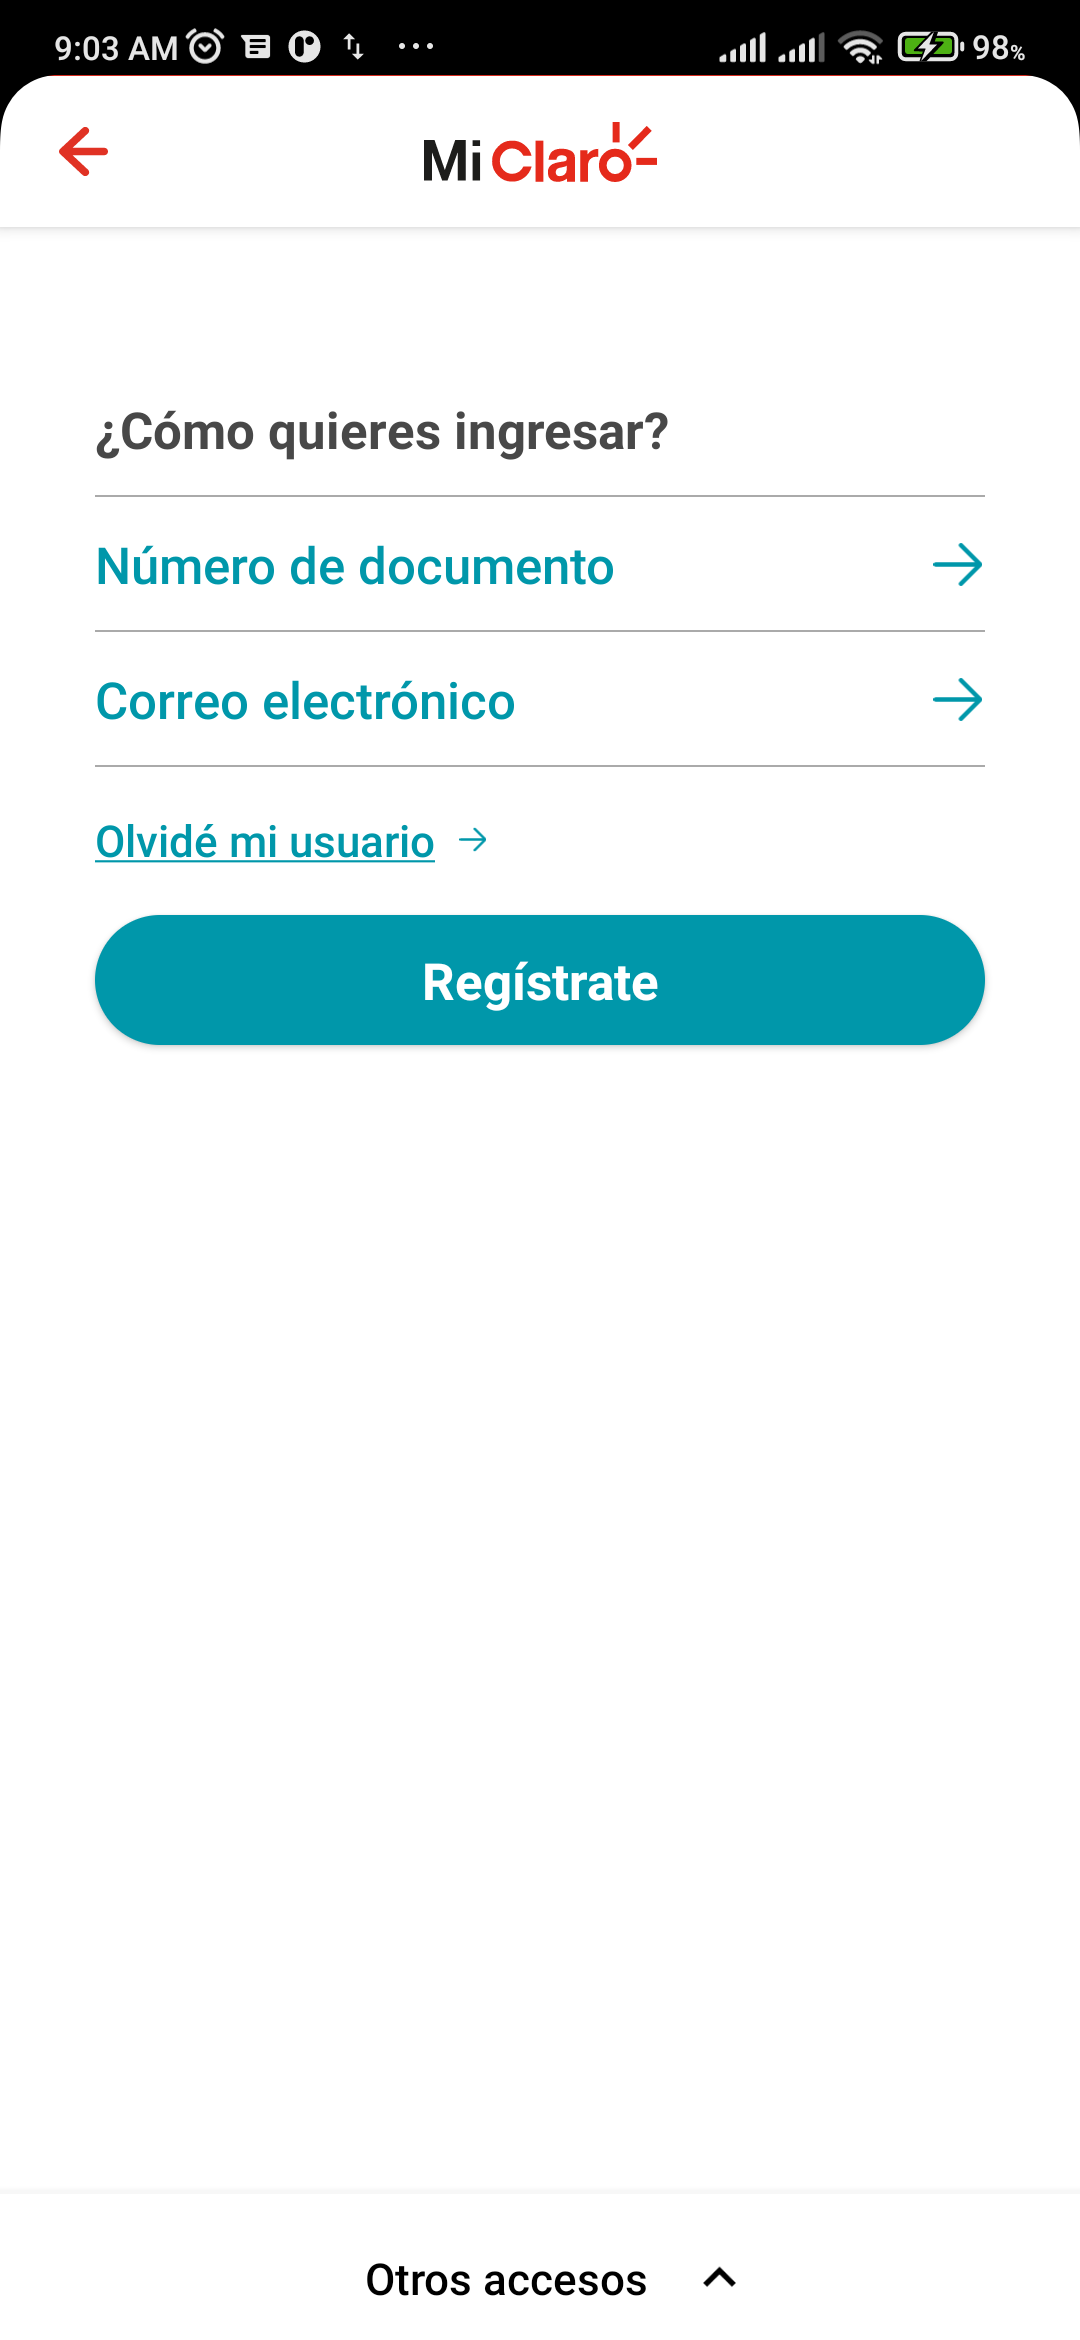 9:03 AM 98%
Mi Claro
¿Cómo quieres ingresar?
Número de documento
Correo electrónico
Olvidé mi usuario
Regístrate
Otros accesos